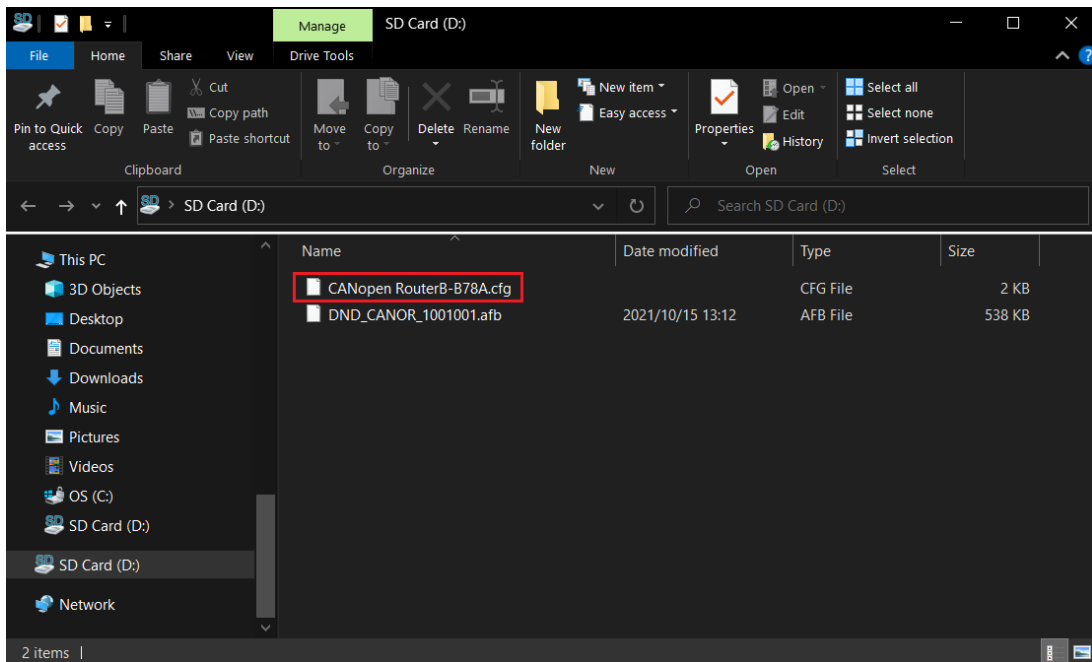 Manage SD Card (D:)
File Home Share View Drive Tools ?
Pin to Quick access Copy Paste Cut Copy path Paste shortcut
Move to Copy to Delete Rename New folder New item Easy access
Properties Open Edit History Select all Select none Invert selection
Clipboard Organize New Open Select
SD Card (D:) Search SD Card (D:)
Name Date modified Type Size
CANopen RouterB-B78A.cfg CFG File 2 KB
DND_CANOR_1001001.afb 2021/10/15 13:12 AFB File 538 KB
This PC
3D Objects
Desktop
Documents
Downloads
Music
Pictures
Videos
OS (C:)
SD Card (D:)
SD Card (D:)
Network
2 items